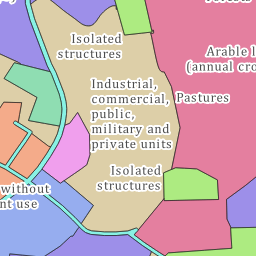 Isolated
structures
Arable l
(annual cro
Industrial,
commercial,
public,
military and
private units
Pastures
Isolated
structures
without
nt use